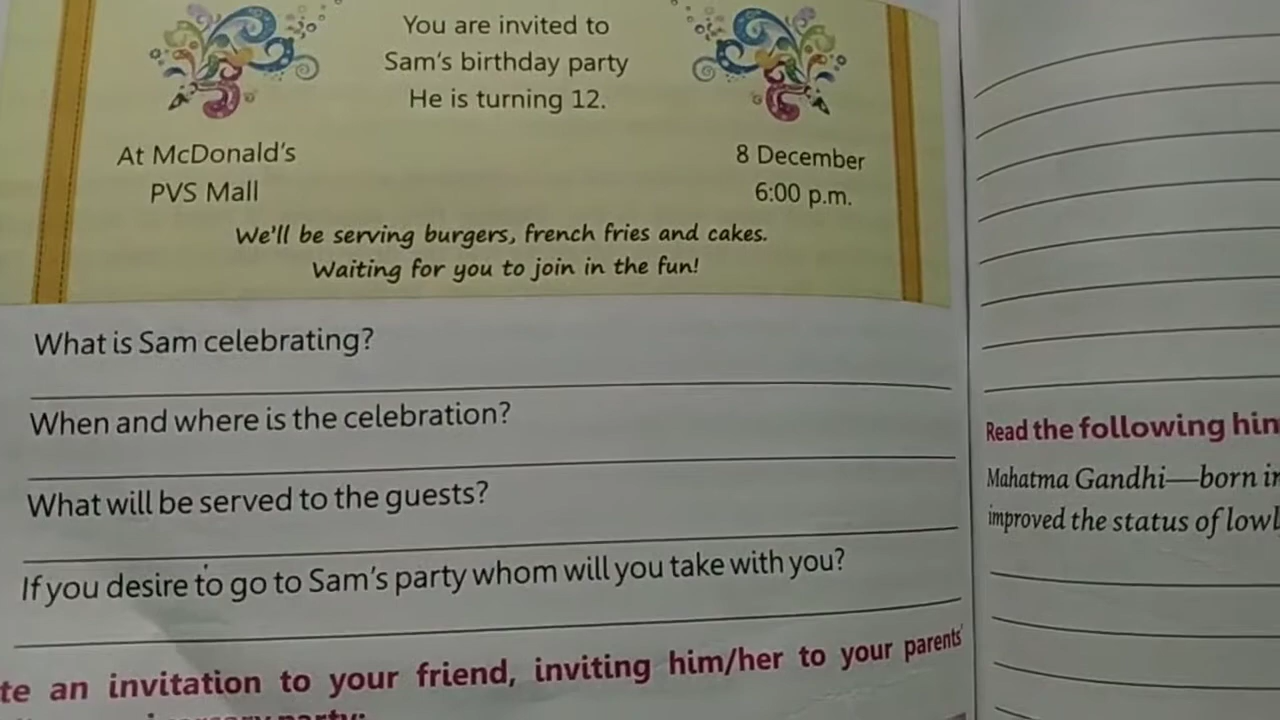 You are invited to
Sam's birthday party
He is turning 12.
At McDonald's
PVS Mall
8 December
6:00 p.m.
We'll be serving burgers, french fries and cakes.
Waiting for you to join in the fun!
What is Sam celebrating?
When and where is the celebration?
What will be served to the guests?
If you desire to go to Sam's party whom will you take with you?
te an invitation to your friend, inviting him/her to your parents'
party:
Read the following hin
Mahatma Gandhi—born in
improved the status of lowl